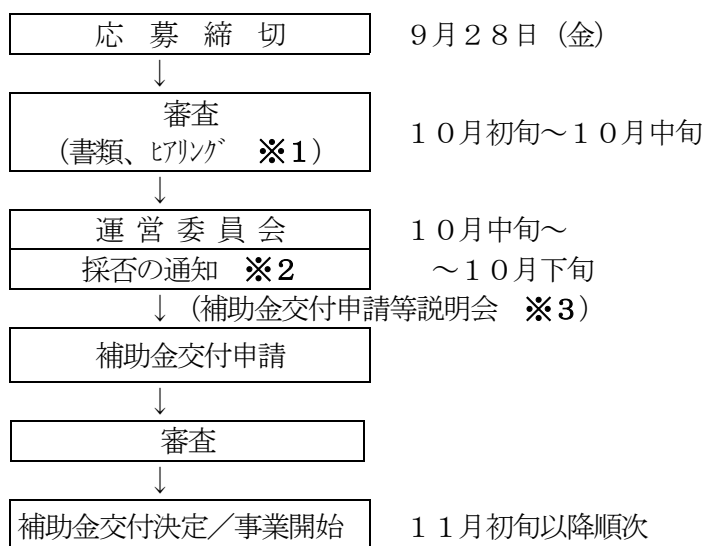 応 募 締 切　９月２８日（金）
↓
審査
（書類、ﾋｱﾘﾝｸﾞ　※１）　１０月初旬～１０月中旬
↓
運 営 委 員 会　１０月中旬～
採否の通知　※２　～１０月下旬
↓（補助金交付申請等説明会　※３）
補助金交付申請
↓
審査
↓
補助金交付決定／事業開始　１１月初旬以降順次